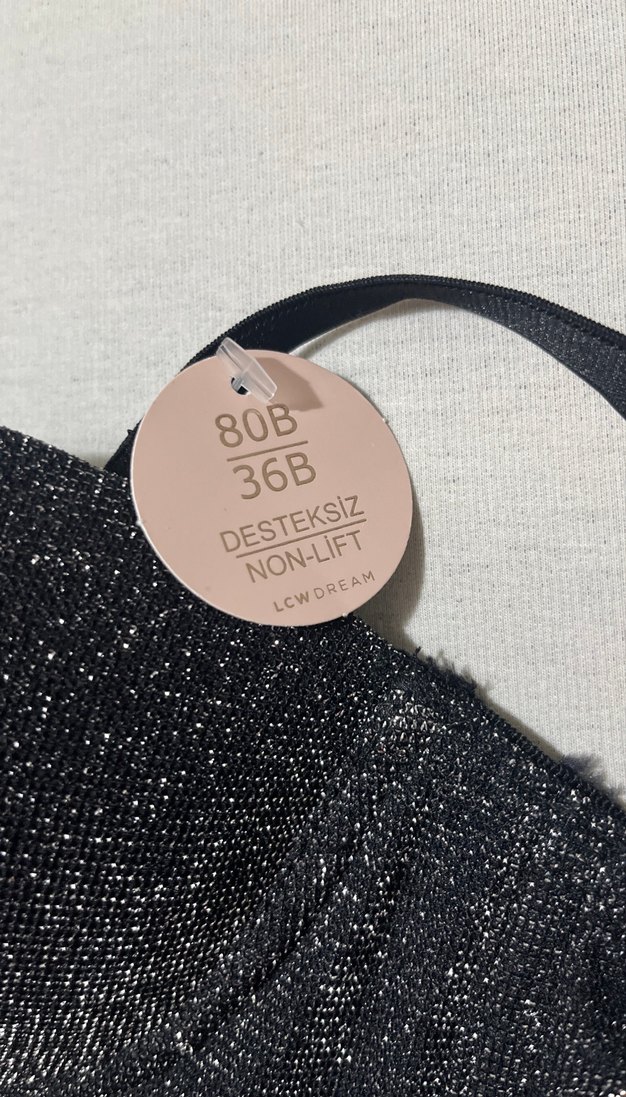 80B
36B
DESTEKSİZ
NON-LİFT
LCW DREAM